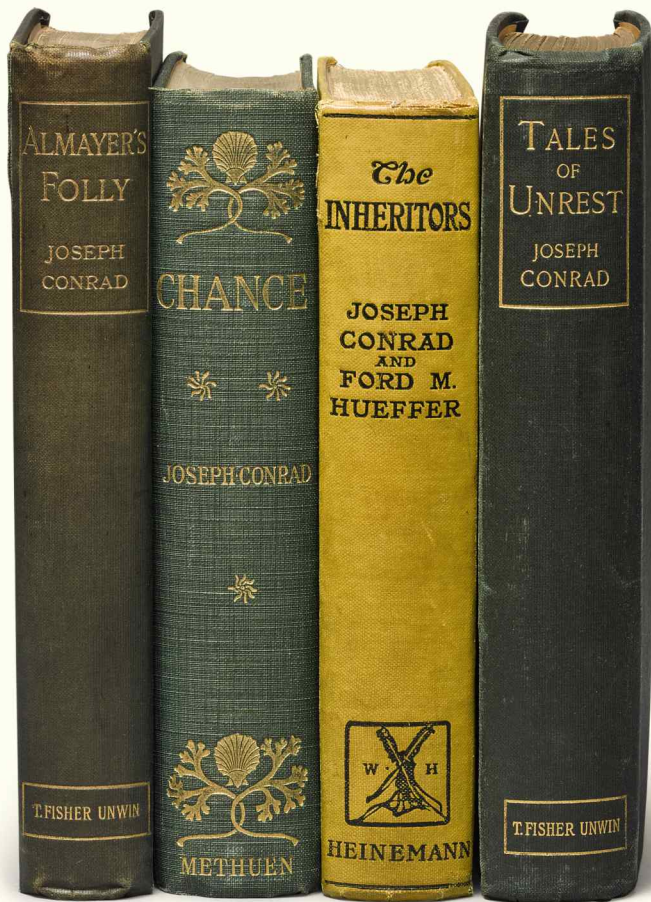 ALMAYER'S
FOLLY
JOSEPH
CONRAD
T. FISHER UNWIN
CHANCE
JOSEPH CONRAD
METHUEN
The
INHERITORS
JOSEPH
CONRAD
AND
FORD M.
HUEFFER
W · H
HEINEMANN
TALES
OF
UNREST
JOSEPH
CONRAD
T. FISHER UNWIN